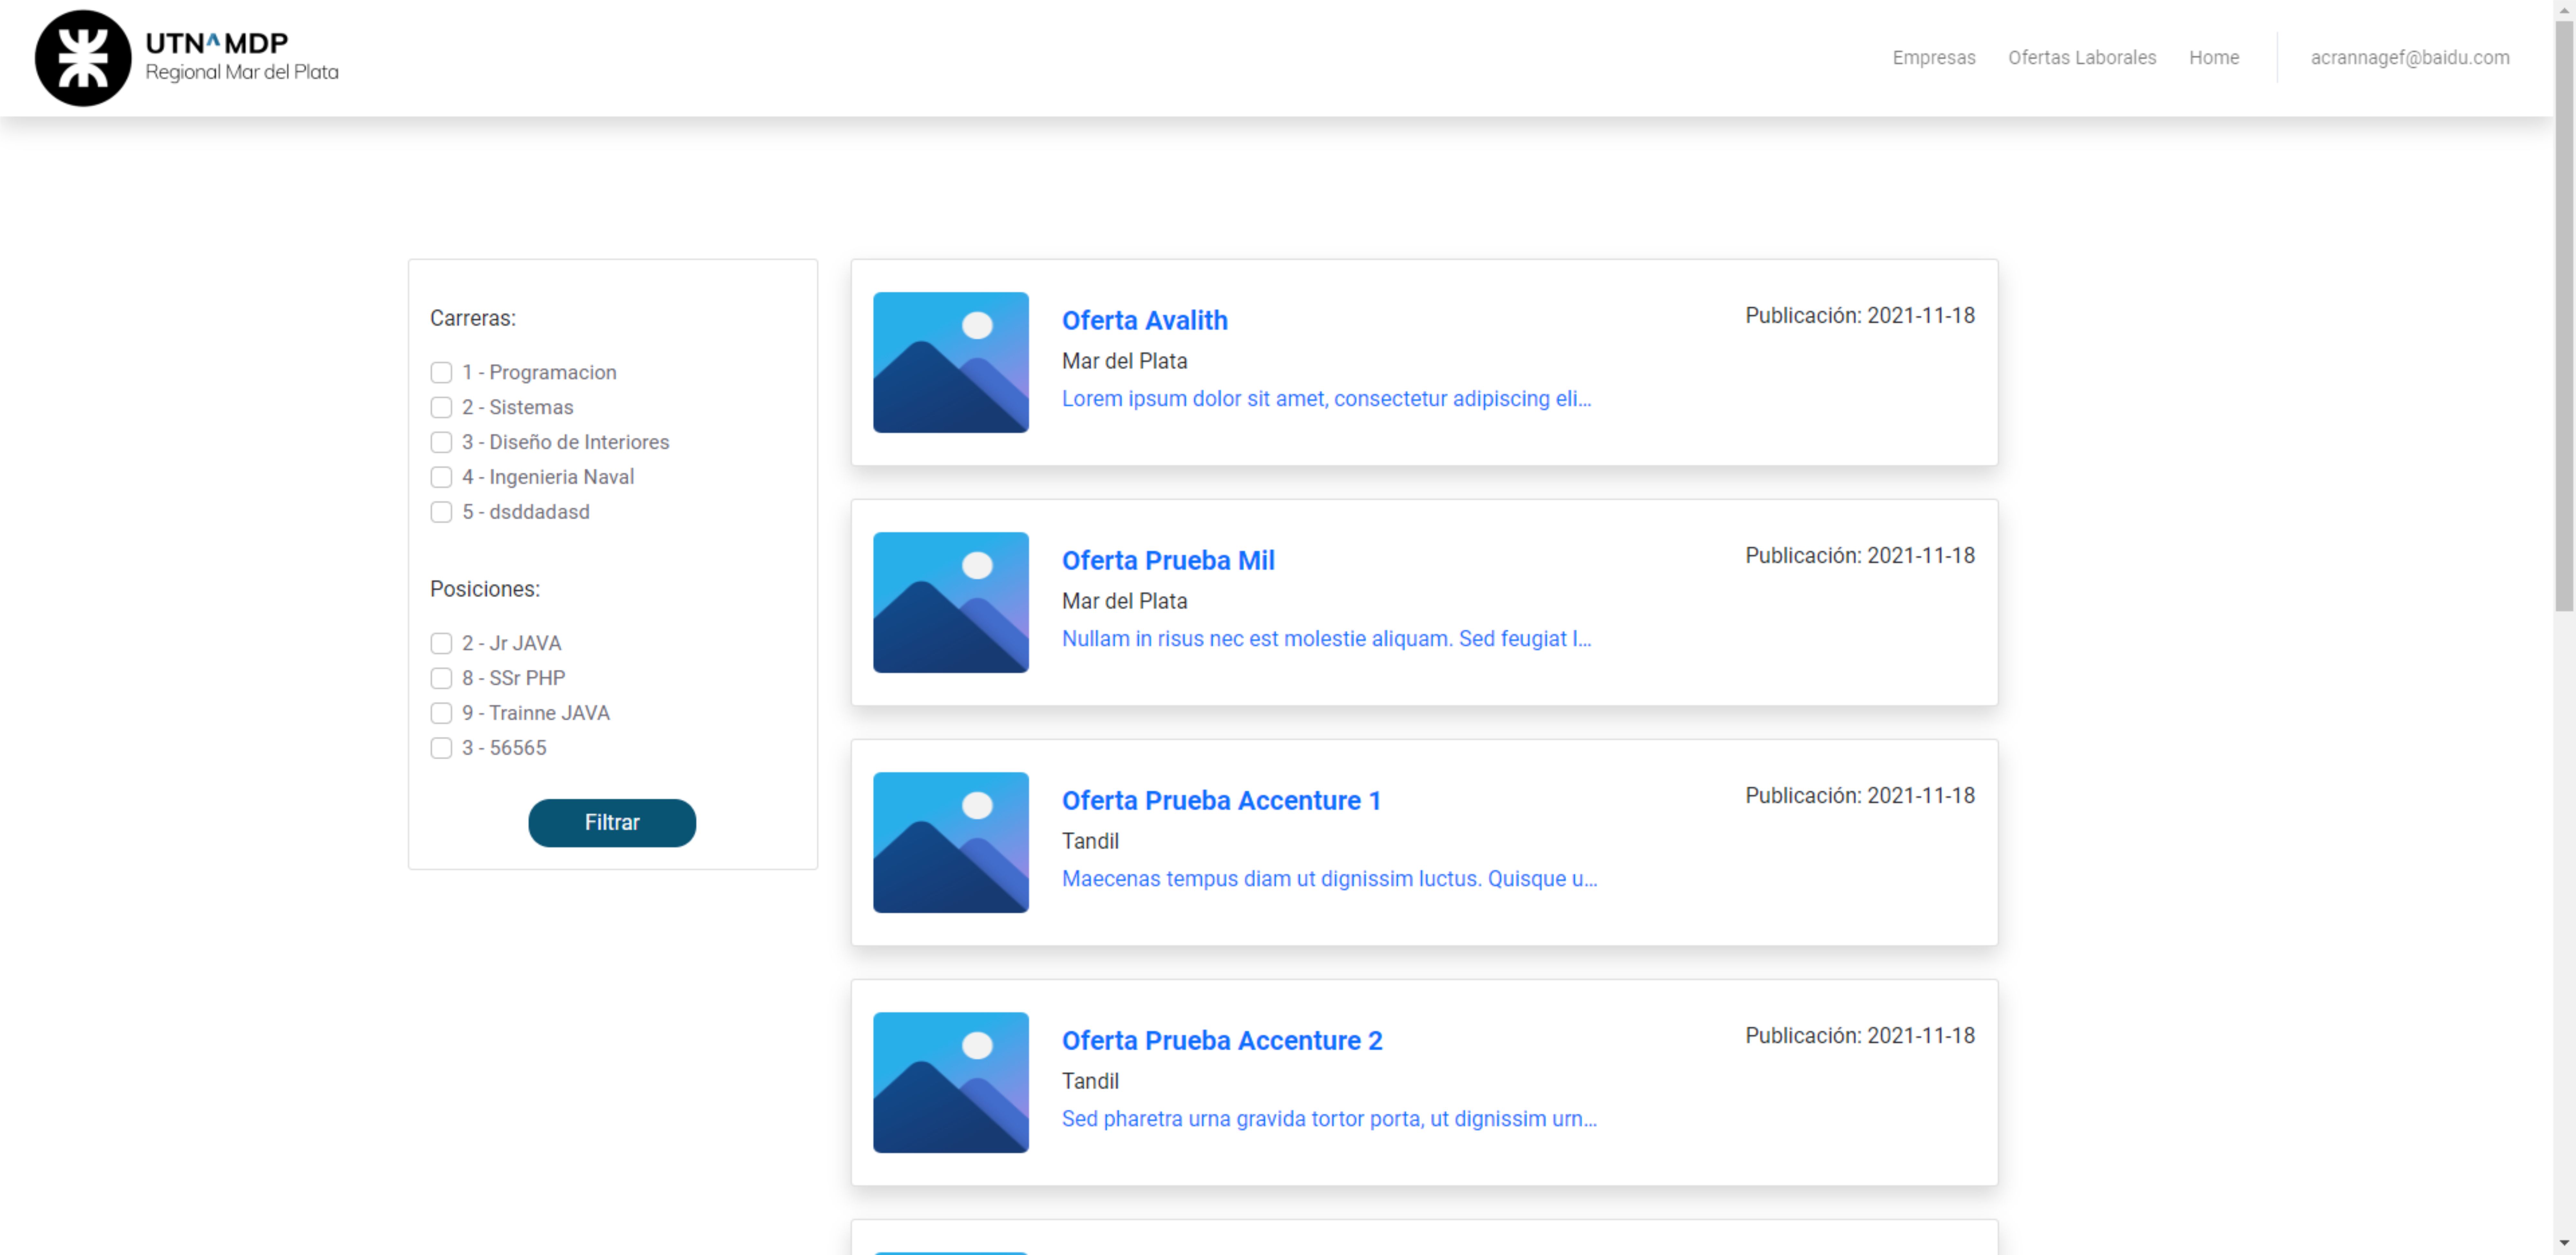 UTN^MDP
Regional Mar del Plata
Empresas
Ofertas Laborales
Home
acrannagef@baidu.com
Carreras:
1 - Programacion
2 - Sistemas
3 - Diseño de Interiores
4 - Ingenieria Naval
5 - dsddadasd
Posiciones:
2 - Jr JAVA
8 - SSr PHP
9 - Trainne JAVA
3 - 56565
Filtrar
Oferta Avalith
Publicación: 2021-11-18
Mar del Plata
Lorem ipsum dolor sit amet, consectetur adipiscing eli...
Oferta Prueba Mil
Publicación: 2021-11-18
Mar del Plata
Nullam in risus nec est molestie aliquam. Sed feugiat l...
Oferta Prueba Accenture 1
Publicación: 2021-11-18
Tandil
Maecenas tempus diam ut dignissim luctus. Quisque u...
Oferta Prueba Accenture 2
Publicación: 2021-11-18
Tandil
Sed pharetra urna gravida tortor porta, ut dignissim urn...